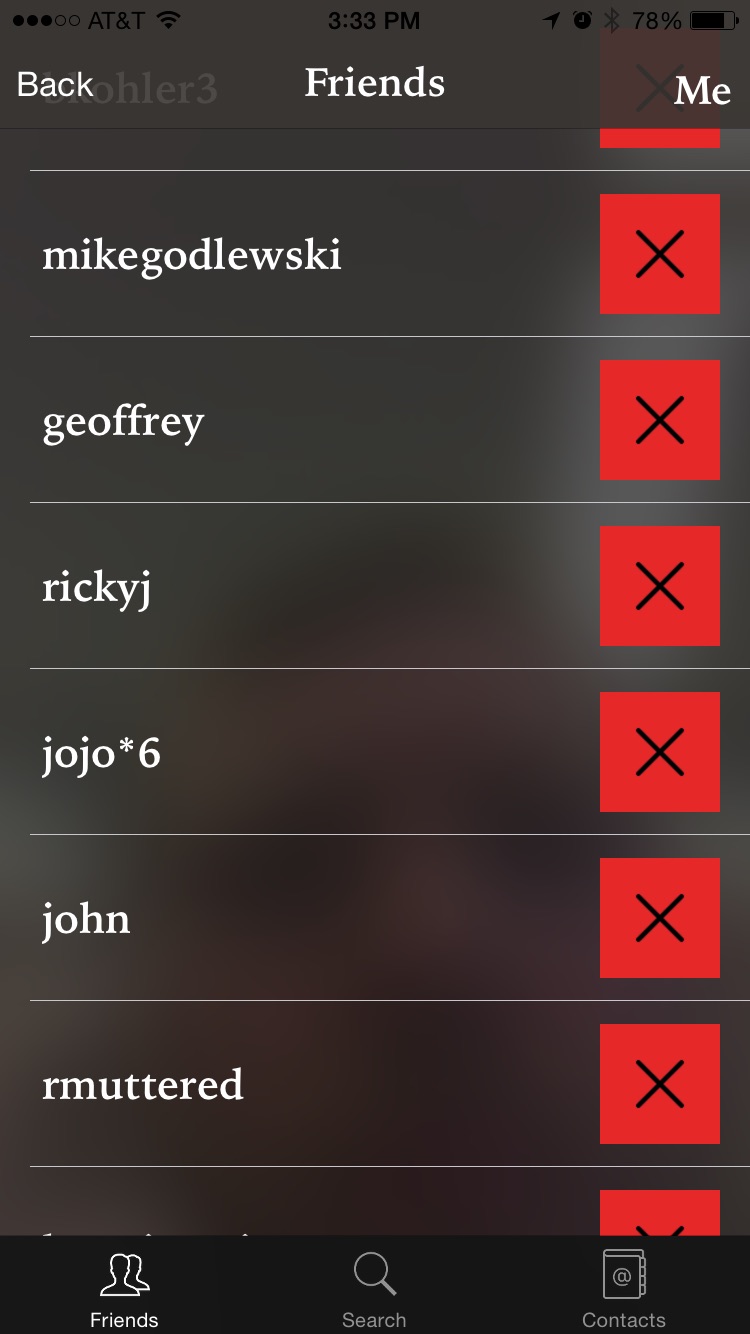 AT&T 3:33 PM 78%
Back bkohler3 Friends Me
mikegodlewski
geoffrey
rickyj
jojo*6
john
rmuttered
@
Friends Search Contacts